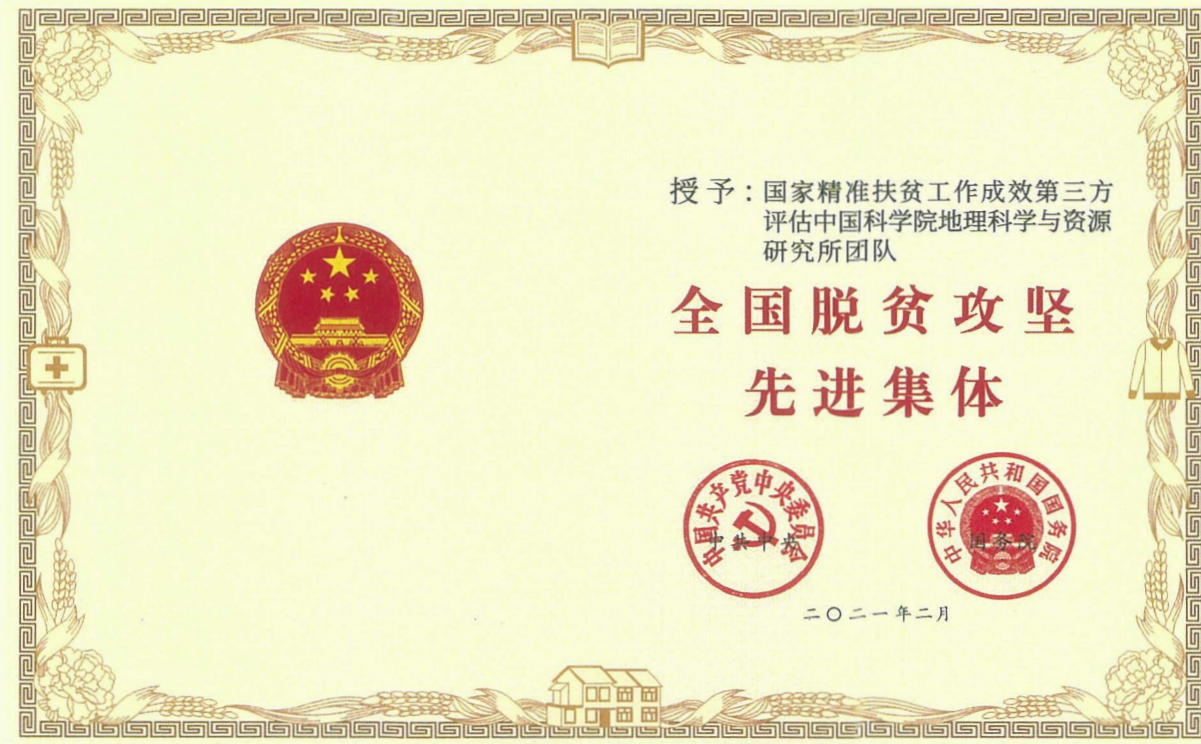 授予：国家精准扶贫工作成效第三方
评估中国科学院地理科学与资源
研究所团队
全国脱贫攻坚
先进集体
中国共产党中央委员会
中共中央
中华人民共和国国务院
国务院
二〇二一年二月